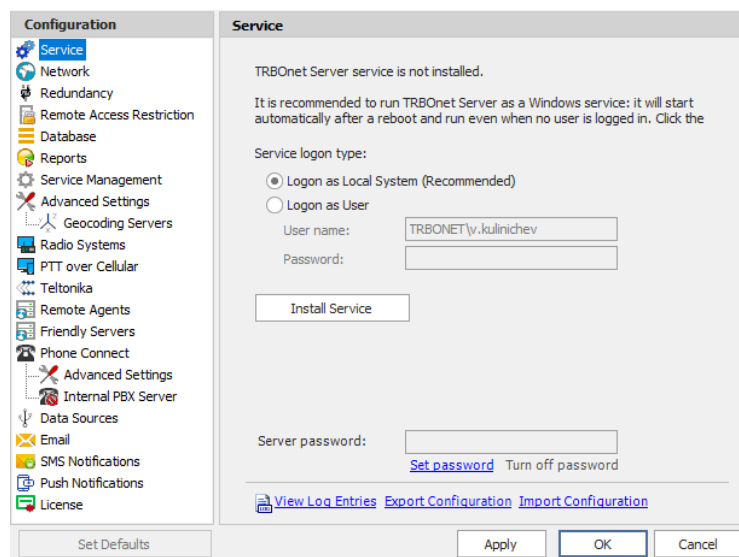 Configuration
Service
Network
Redundancy
Remote Access Restriction
Database
Reports
Service Management
Advanced Settings
Geocoding Servers
Radio Systems
PTT over Cellular
Teltonika
Remote Agents
Friendly Servers
Phone Connect
Advanced Settings
Internal PBX Server
Data Sources
Email
SMS Notifications
Push Notifications
License
Set Defaults
Service
TRBOnet Server service is not installed.
It is recommended to run TRBOnet Server as a Windows service: it will start
automatically after a reboot and run even when no user is logged in. Click the
Service logon type:
Logon as Local System (Recommended)
Logon as User
User name: TRBONET\v.kulinichev
Password:
Install Service
Server password:
Set password Turn off password
View Log Entries Export Configuration Import Configuration
Apply OK Cancel